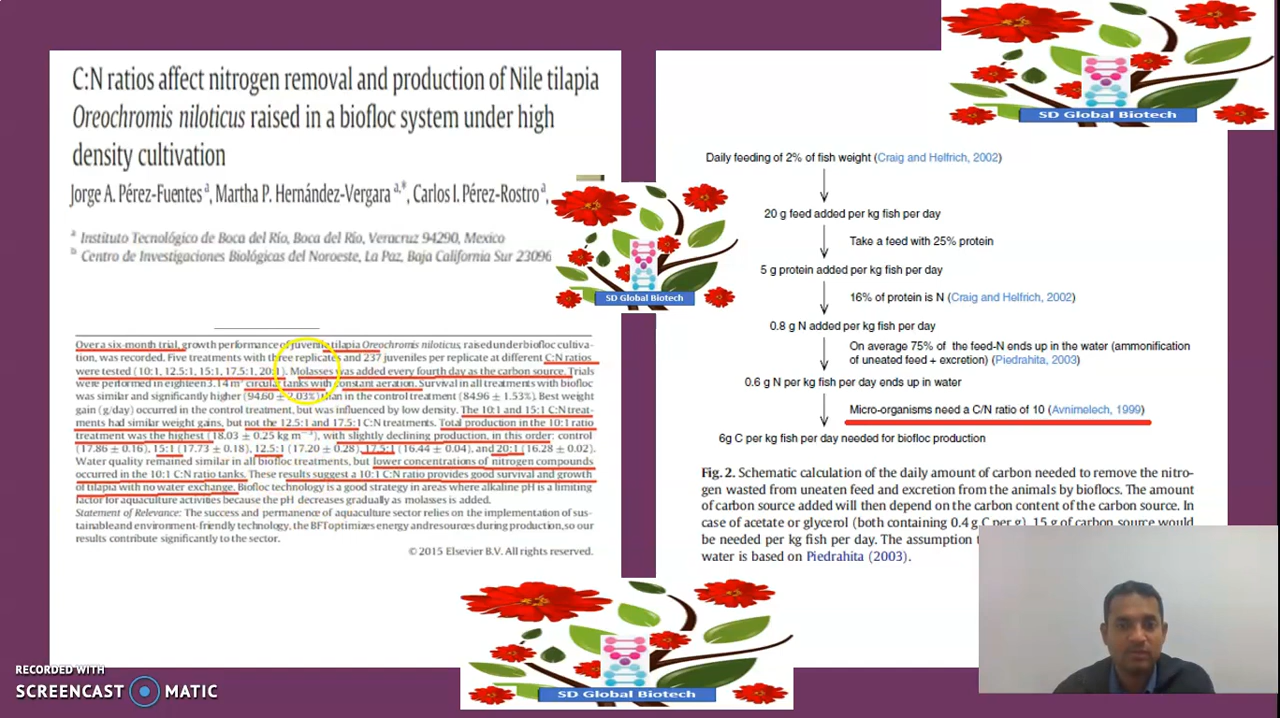 C:N ratios affect nitrogen removal and production of Nile tilapia
Oreochromis niloticus raised in a biofloc system under high
density cultivation
Jorge A. Pérez-Fuentes a, Martha P. Hernández-Vergara a,*, Carlos I. Pérez-Rostro a,
a Instituto Tecnológico de Boca del Río, Boca del Río, Veracruz 94290, Mexico
b Centro de Investigaciones Biológicas del Noroeste, La Paz, Baja California Sur 23096
Over a six-month trial, growth performance of juvenile tilapia Oreochromis niloticus, raised under biofloc cultiva-
tion, was recorded. Five treatments with three replicates and 237 juveniles per replicate at different C:N ratios
were tested (10:1, 12.5:1, 15:1, 17.5:1, 20:1). Molasses was added every fourth day as the carbon source. Trials
were performed in eighteen 3.14 m3 circular tanks with constant aeration. Survival in all treatments with biofloc
was similar and significantly higher (94.60 ± 2.03%) than in the control treatment (84.96 ± 1.53%). Best weight
gain (g/day) occurred in the control treatment, but was influenced by low density. The 10:1 and 15:1 C:N treat-
ments had similar weight gains, but not the 12.5:1 and 17.5:1 C:N treatments. Total production in the 10:1 ratio
treatment was the highest (18.03 ± 0.25 kg m−3), with slightly declining production, in this order: control
(17.86 ± 0.16), 15:1 (17.73 ± 0.18), 12.5:1 (17.20 ± 0.28), 17.5:1 (16.44 ± 0.04), and 20:1 (16.28 ± 0.02).
Water quality remained similar in all biofloc treatments, but lower concentrations of nitrogen compounds
occurred in the 10:1 C:N ratio tanks. These results suggest a 10:1 C:N ratio provides good survival and growth
of tilapia with no water exchange. Biofloc technology is a good strategy in areas where alkaline pH is a limiting
factor for aquaculture activities because the pH decreases gradually as molasses is added.
Statement of Relevance: The success and permanence of aquaculture sector relies on the implementation of sus-
tainable and environment-friendly technology, the BFT optimizes energy and resources during production, so our
results contribute significantly to the sector.
© 2015 Elsevier B.V. All rights reserved.
SD Global Biotech
Daily feeding of 2% of fish weight (Craig and Helfrich, 2002)
20 g feed added per kg fish per day
Take a feed with 25% protein
5 g protein added per kg fish per day
16% of protein is N (Craig and Helfrich, 2002)
0.8 g N added per kg fish per day
On average 75% of the feed-N ends up in the water (ammonification
of uneaten feed + excretion) (Piedrahita, 2003)
0.6 g N per kg fish per day ends up in water
Micro-organisms need a C/N ratio of 10 (Avnimelech, 1999)
6g C per kg fish per day needed for biofloc production
Fig. 2. Schematic calculation of the daily amount of carbon needed to remove the nitro-
gen wasted from uneaten feed and excretion from the animals by bioflocs. The amount
of carbon source added will then depend on the carbon content of the carbon source. In
case of acetate or glycerol (both containing 0.4 g C per g), 15 g of carbon source would
be needed per kg fish per day. The assumption
water is based on Piedrahita (2003).
SD Global Biotech
SD Global Biotech
RECORDED WITH
SCREENCAST MATIC